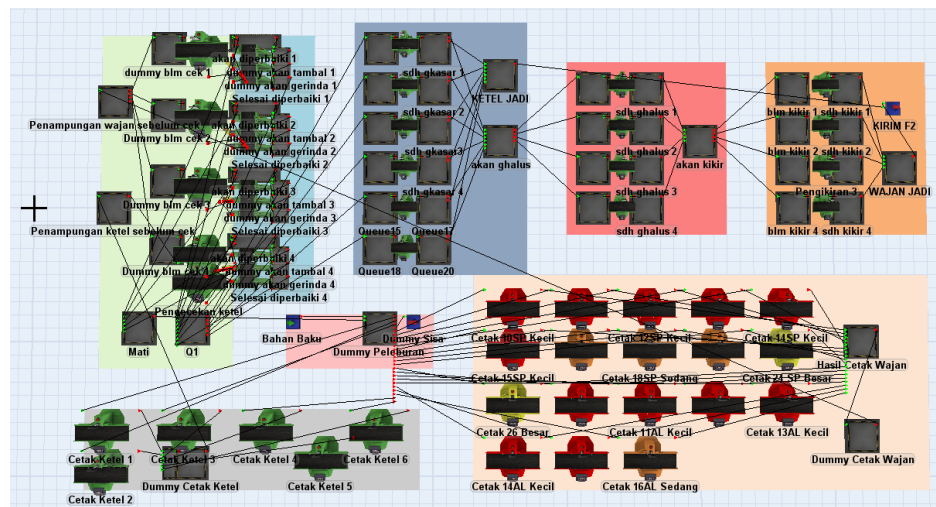 dummy blm cek 1
akan diperbaiki 1
dummy akan tambal 1
dummy akan gerinda 1
Selesai diperbaiki 1
Penampungan wajan sebelum cek
Dummy blm cek 2
akan diperbaiki 2
dummy akan tambal 2
dummy akan gerinda 2
Selesai diperbaiki 2
Dummy blm cek 3
akan diperbaiki 3
dummy akan tambal 3
dummy akan gerinda 3
Selesai diperbaiki 3
Penampungan ketel sebelum cek
Dummy blm cek 4
akan diperbaiki 4
dummy akan tambal 4
dummy akan gerinda 4
Selesai diperbaiki 4
Pengecekan ketel
Mati
Q1
sdh gkasar 1
sdh gkasar 2
sdh gkasar3
sdh gkasar 4
Queue15
Queue17
Queue18
Queue20
KETEL JADI
akan ghalus
sdh ghalus 1
sdh ghalus 2
sdh ghalus 3
sdh ghalus 4
akan kikir
blm kikir 1
sdh kikir 1
blm kikir 2
sdh kikir 2
Pengikiran 3
blm kikir 4
sdh kikir 4
KIRIM F2
WAJAN JADI
Bahan Baku
Dummy Sisa
Dummy Peleburan
Cetak 10SP Kecil
Cetak 12SP Kecil
Cetak 14SP Kecil
Hasil Cetak Wajan
Cetak 15SP Kecil
Cetak 18SP Sedang
Cetak 21 SP Besar
Cetak 26 Besar
Cetak 11AL Kecil
Cetak 13AL Kecil
Dummy Cetak Wajan
Cetak 14AL Kecil
Cetak 16AL Sedang
Cetak Ketel 1
Cetak Ketel 3
Cetak Ketel 4
Cetak Ketel 6
Cetak Ketel 2
Dummy Cetak Ketel
Cetak Ketel 5